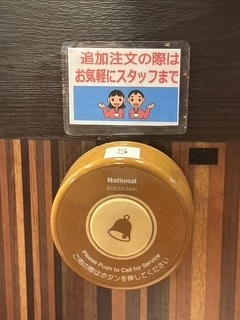 追加注文の際は
お気軽にスタッフまで
5
National
Please Push to Call for Service
ご用の際はボタンを押してください